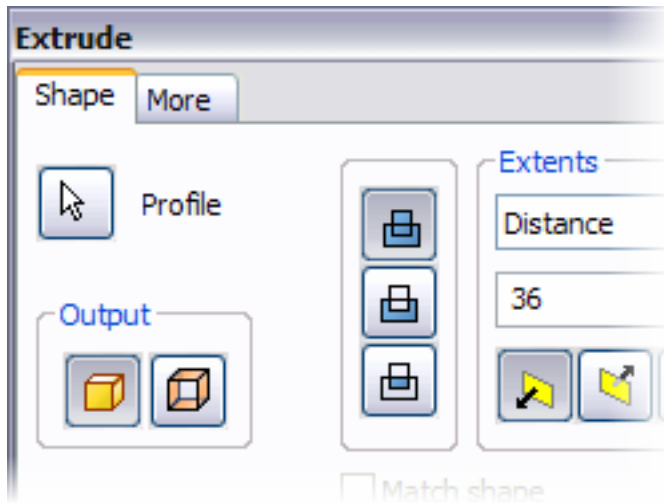 Extrude
Shape
More
Profile
Extents
Distance
36
Output
Match shape